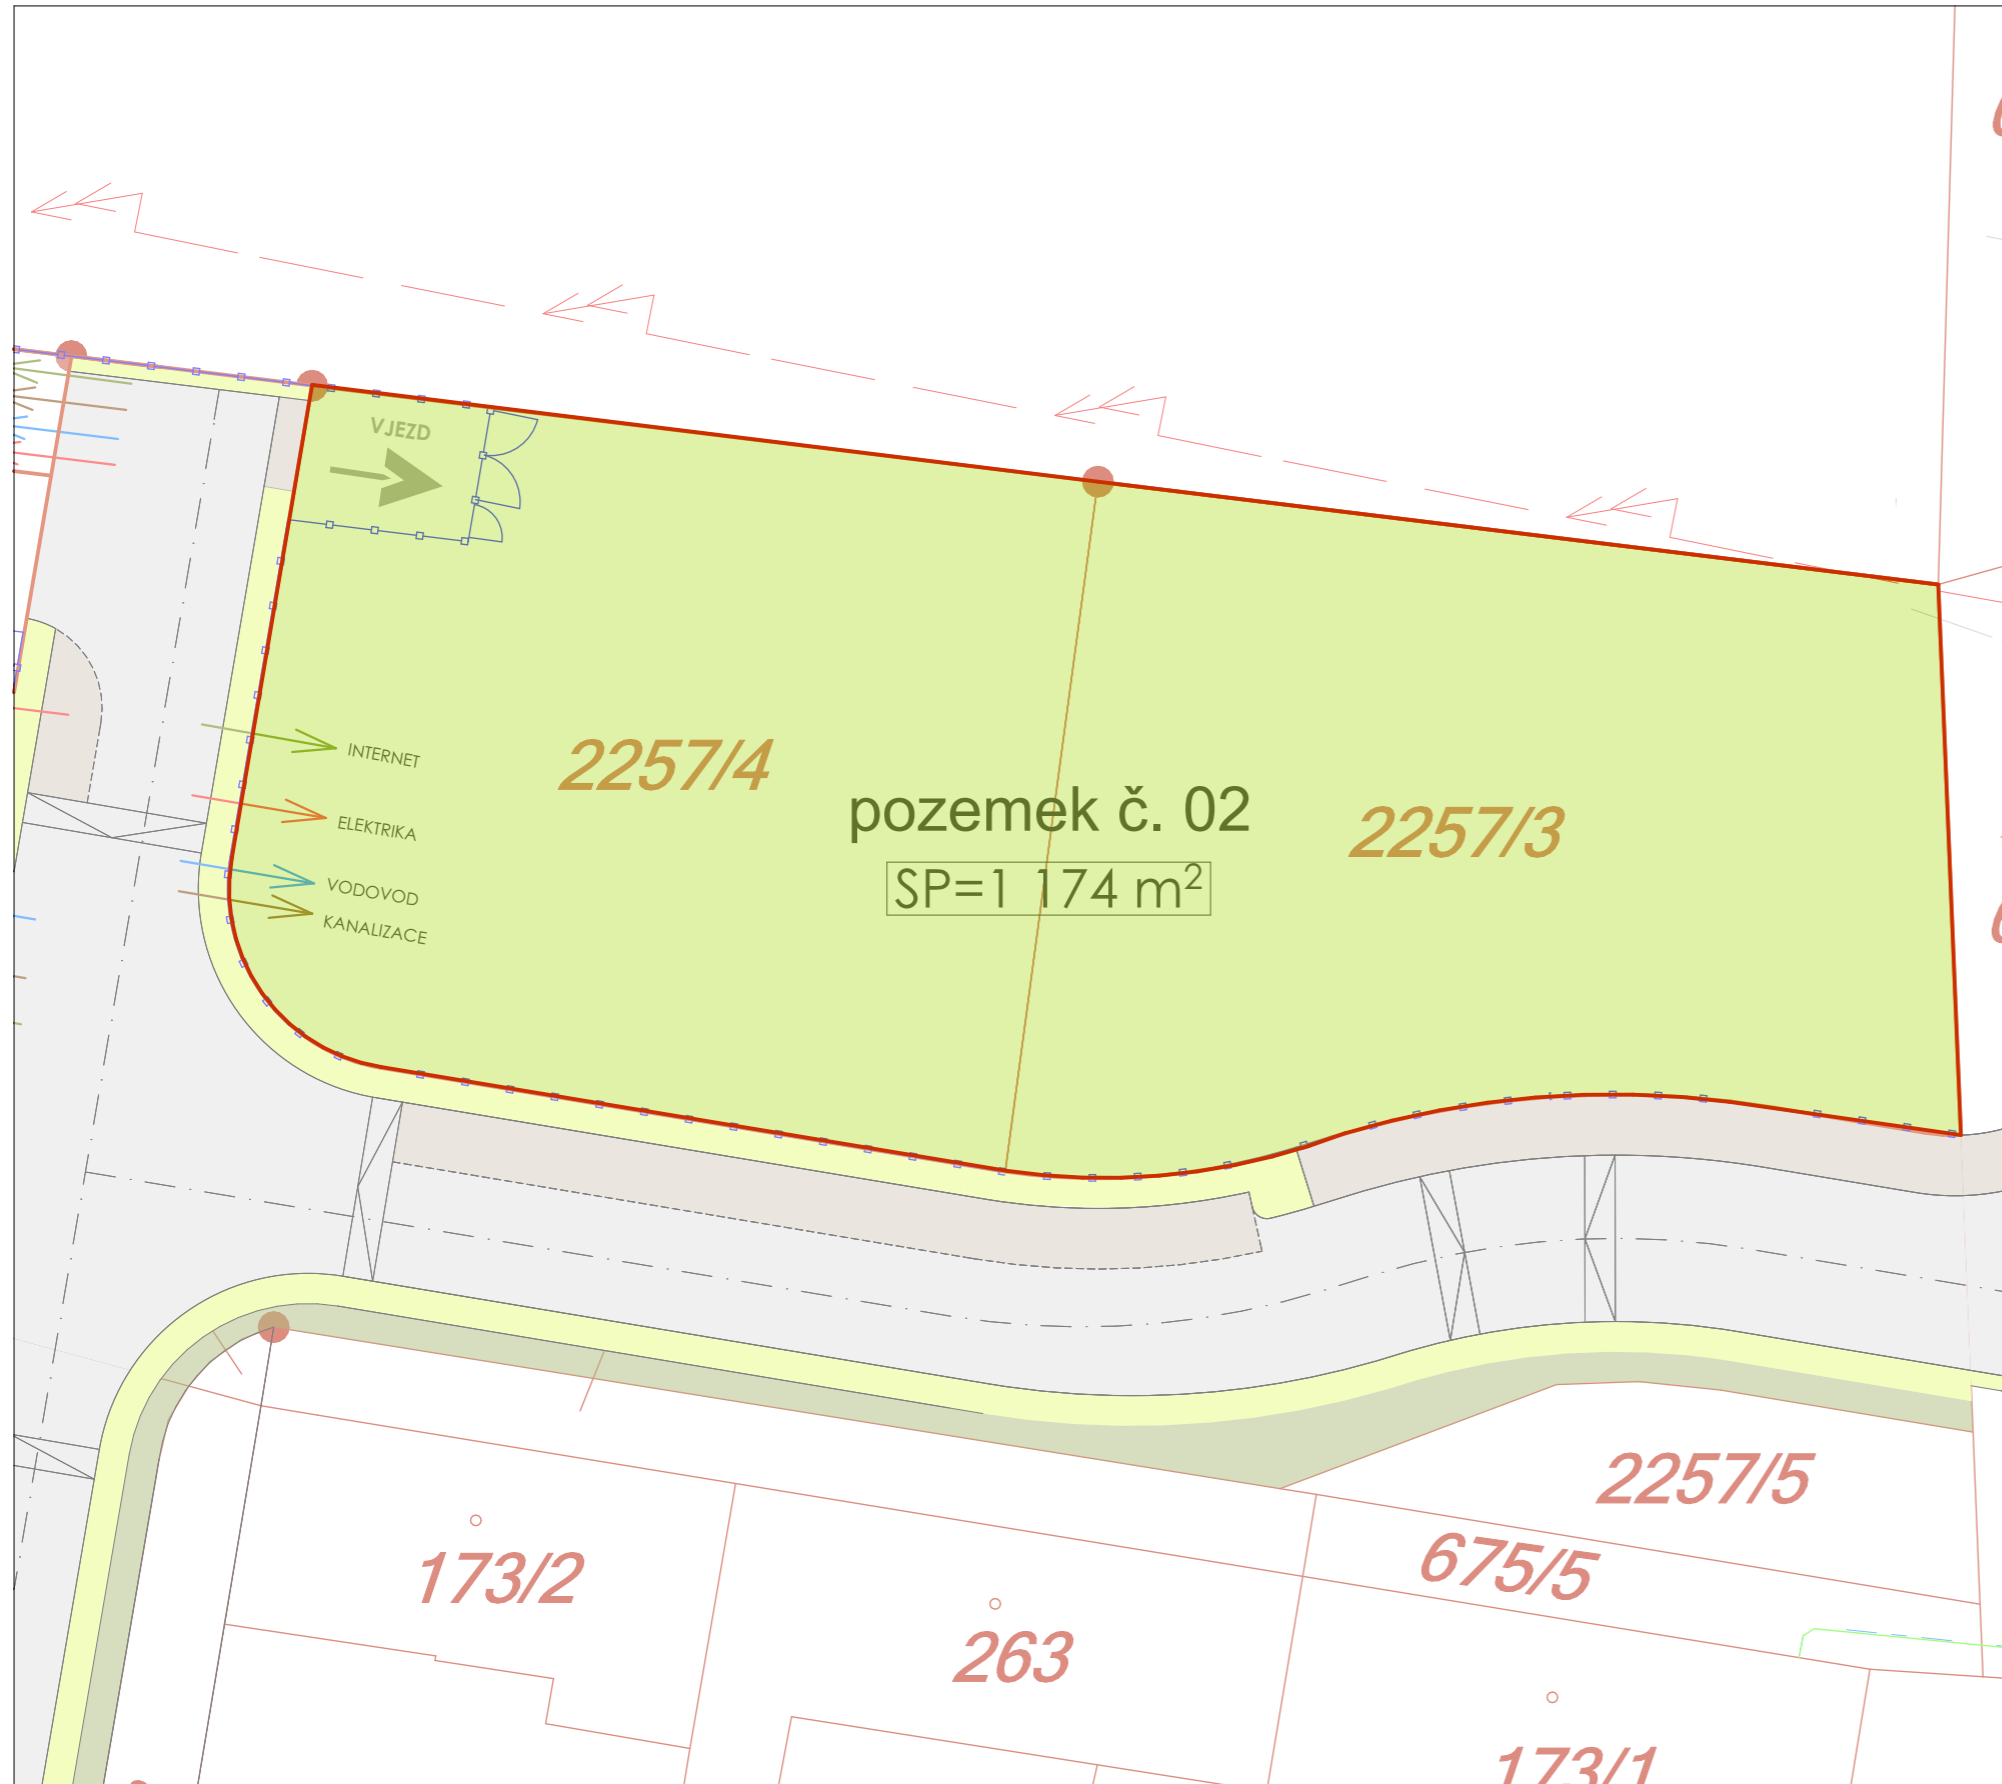 VJEZD
INTERNET
2257/4
pozemek č. 02
2257/3
ELEKTRIKA
SP=1 174 m²
VODOVOD
KANALIZACE
2257/5
675/5
173/2
263
173/1